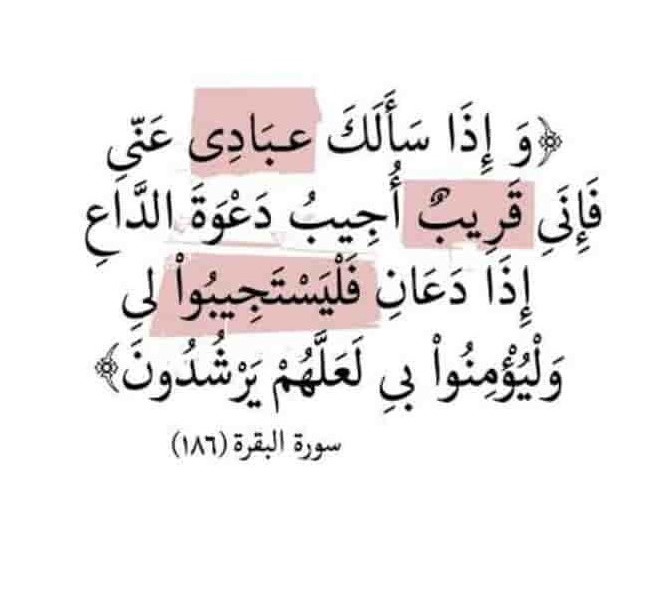 ﴿وَ إِذَا سَأَلَكَ عِبَادِى عَنِّى
فَإِنِّى قَرِيبٌ أُجِيبُ دَعْوَةَ الدَّاعِ
إِذَا دَعَانِ فَلْيَسْتَجِيبُواْ لِى
وَلْيُؤْمِنُواْ بِى لَعَلَّهُمْ يَرْشُدُونَ﴾
سورة البقرة (١٨٦)